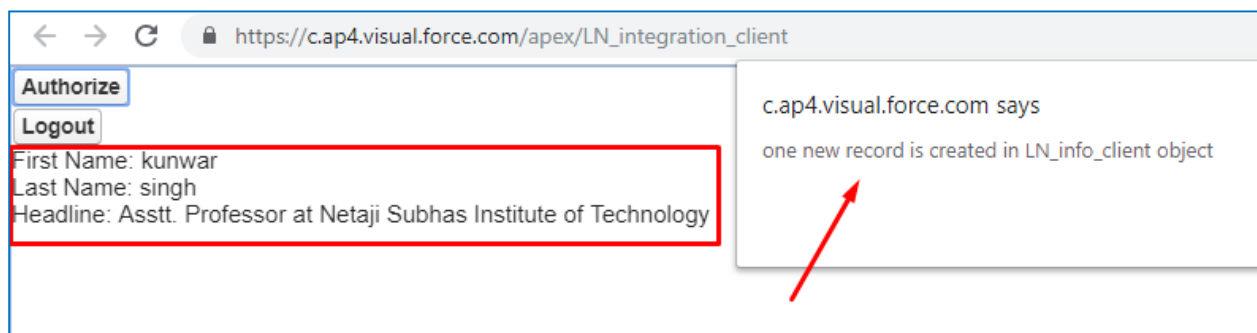 https://c.ap4.visual.force.com/apex/LN_integration_client
Authorize
Logout
First Name: kunwar
Last Name: singh
Headline: Asstt. Professor at Netaji Subhas Institute of Technology
c.ap4.visual.force.com says
one new record is created in LN_info_client object